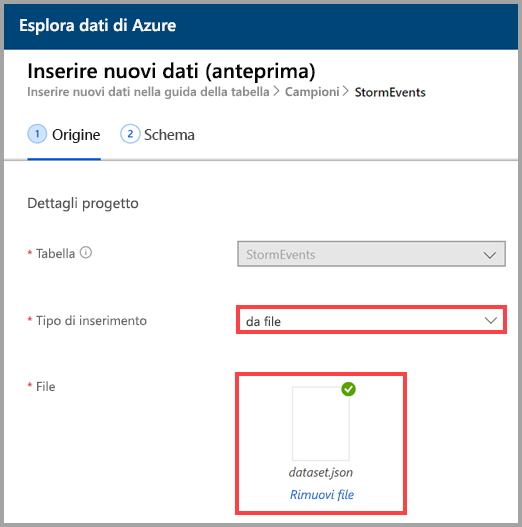 Esplora dati di Azure
Inserire nuovi dati (anteprima)
Inserire nuovi dati nella guida della tabella > Campioni > StormEvents
1 Origine 2 Schema
Dettagli progetto
* Tabella StormEvents
* Tipo di inserimento da file
* File
dataset.json
Rimuovi file